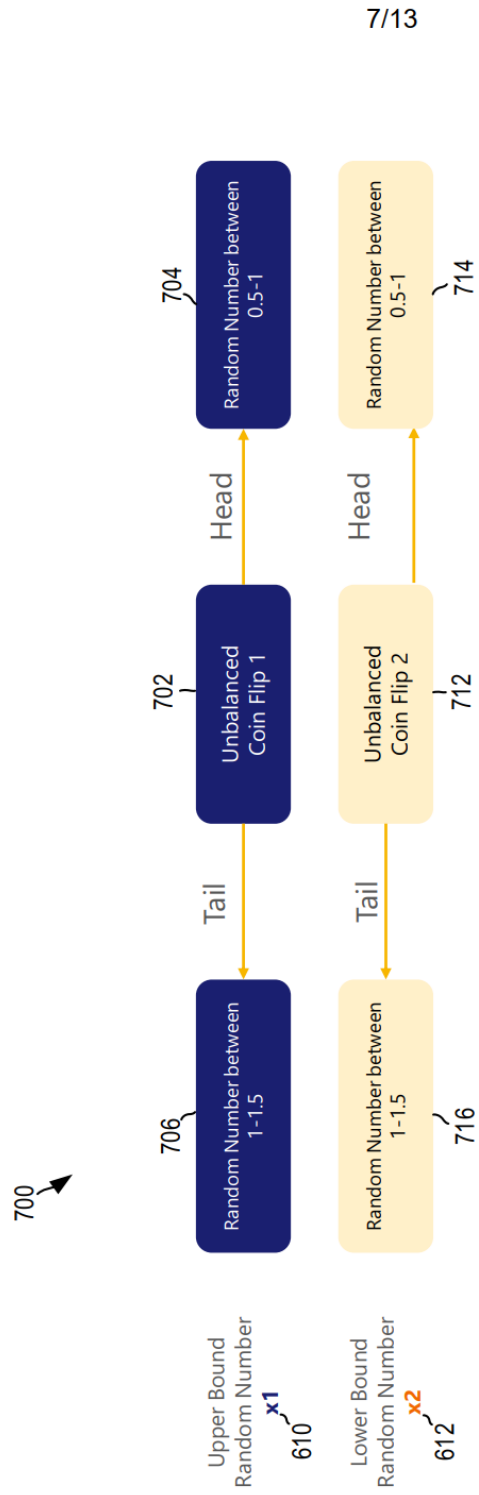 7/13
700
Upper Bound
Random Number
x1
610
706
Random Number between
1-1.5
Tail
702
Unbalanced
Coin Flip 1
Head
704
Random Number between
0.5-1
Lower Bound
Random Number
x2
612
Random Number between
1-1.5
716
Tail
Unbalanced
Coin Flip 2
712
Head
Random Number between
0.5-1
714